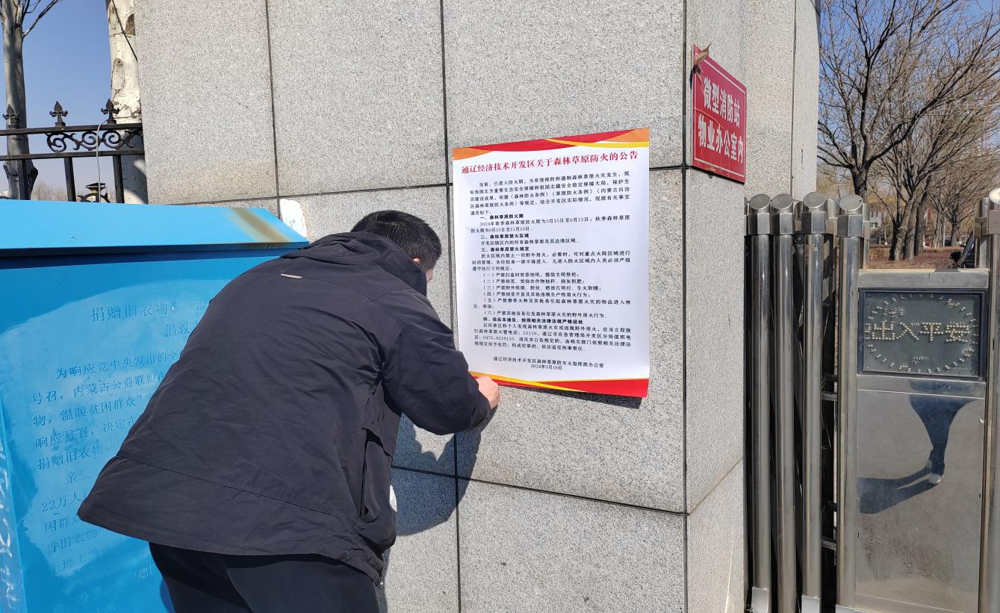 捐赠旧衣物
倡议
为响应党中央发出的全
号召，内蒙古公益联盟在
物，温暖贫困群众”
响应号召，决定在
捐赠旧衣物
22万人
困群众
通辽经济技术开发区关于森林草原防火的公告
当前，已进入防火期，为有效预防和遏制森林草原火灾发生，筑
牢我国北方重要生态安全屏障和祖国北疆安全稳定屏障大局，保护生
态建设成果，依据《森林防火条例》《草原防火条例》《内蒙古自治
区森林草原防火条例》等规定，结合开发区实际情况，现就有关事宜
通告如下：
一、森林草原防火期
2024年春季森林草原防火期为3月15日至6月15日；秋季森林草原
防火期为9月15日至11月15日。
二、森林草原禁火区域
开发区辖区内的所有森林草原及其边缘区域。
三、森林草原禁火规定
防火区域内禁止一切野外用火，必要时，可对重点火险区域进行
封闭管理，未经批准一律不得进入。凡进入防火区域内人员必须严格
遵守执行下列规定：
（一）严禁扫墓时焚香烧纸，提倡文明祭祀；
（二）严禁烧荒、焚烧农作物秸秆、烧灰积肥；
（三）严禁野外吸烟、野炊、燃放孔明灯、生火取暖；
（四）严禁烧荒开垦及其他违规生产性用火行为；
（五）严禁携带火种及其他易引起森林草原火灾的物品进入林
区、草场；
（六）严禁其他容易引发森林草原火灾的野外用火行为。
四、违反本通告，按照相关法律法规严格惩处
任何单位和个人发现森林草原火灾或违规野外用火，应当立即拨
打森林草原火警电话：12119，通辽市应急管理局开发区分局值班电
话：0475-8210113。违反本公告规定的，由相关部门依照相关法律法
规规定给予处罚；构成犯罪的，依法追究刑事责任。
通辽经济技术开发区森林草原防灭火指挥部办公室
2024年3月18日
微型消防站
物业办公室内
出入平安